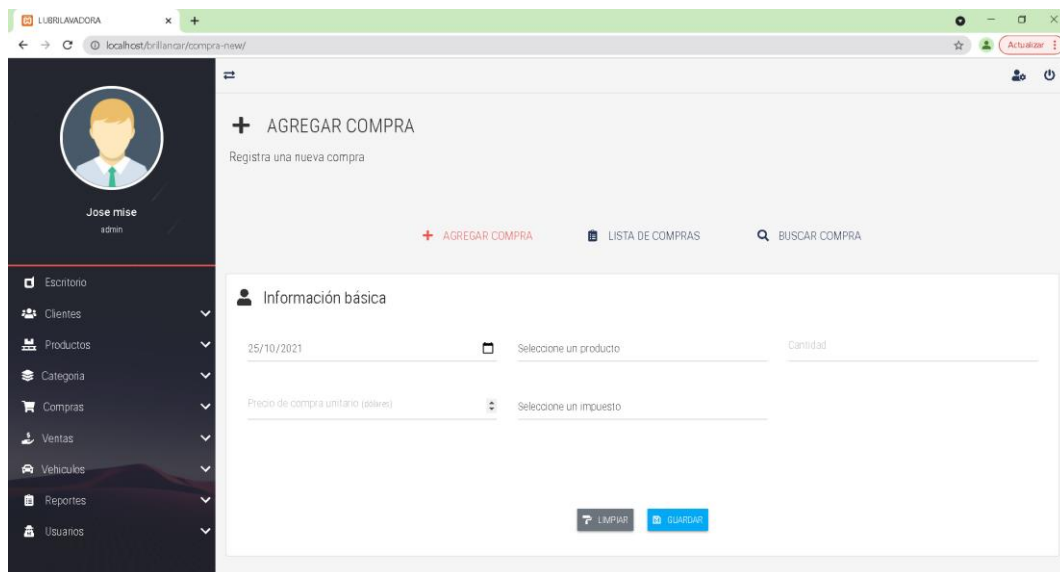 LUBRILAVADORA
localhost/brillancar/compra-new/
Actualizar
Jose mise
admin
Escritorio
Clientes
Productos
Categoria
Compras
Ventas
Vehiculos
Reportes
Usuarios
AGREGAR COMPRA
Registra una nueva compra
AGREGAR COMPRA
LISTA DE COMPRAS
BUSCAR COMPRA
Información básica
25/10/2021
Seleccione un producto
Cantidad
Precio de compra unitario (dolares)
Seleccione un impuesto
LIMPIAR
GUARDAR